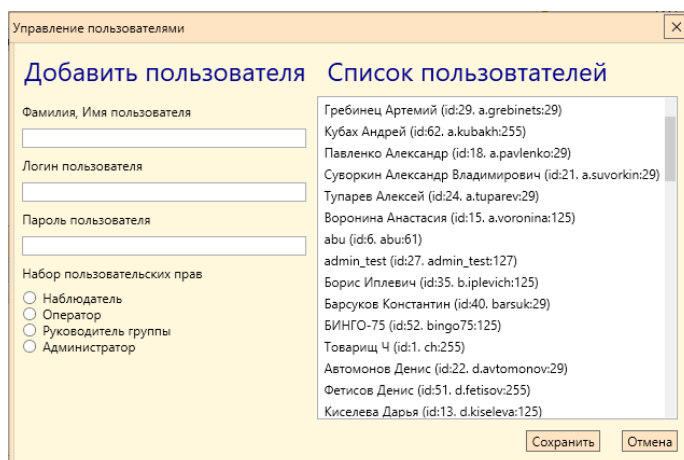 Управление пользователями
Добавить пользователя
Фамилия, Имя пользователя
Логин пользователя
Пароль пользователя
Набор пользовательских прав
Наблюдатель
Оператор
Руководитель группы
Администратор
Список пользовтателей
Гребинец Артемий (id:29. a.grebinets:29)
Кубах Андрей (id:62. a.kubakh:255)
Павленко Александр (id:18. a.pavlenko:29)
Суворкин Александр Владимирович (id:21. a.suvorkin:29)
Тупарев Алексей (id:24. a.tuparev:29)
Воронина Анастасия (id:15. a.voronina:125)
abu (id:6. abu:61)
admin_test (id:27. admin_test:127)
Борис Иплевич (id:35. b.iplevich:125)
Барсуков Константин (id:40. barsuk:29)
БИНГО-75 (id:52. bingo75:125)
Товарищ Ч (id:1. ch:255)
Автомонов Денис (id:22. d.avtomonov:29)
Фетисов Денис (id:51. d.fetisov:255)
Киселева Дарья (id:13. d.kiseleva:125)
Сохранить
Отмена